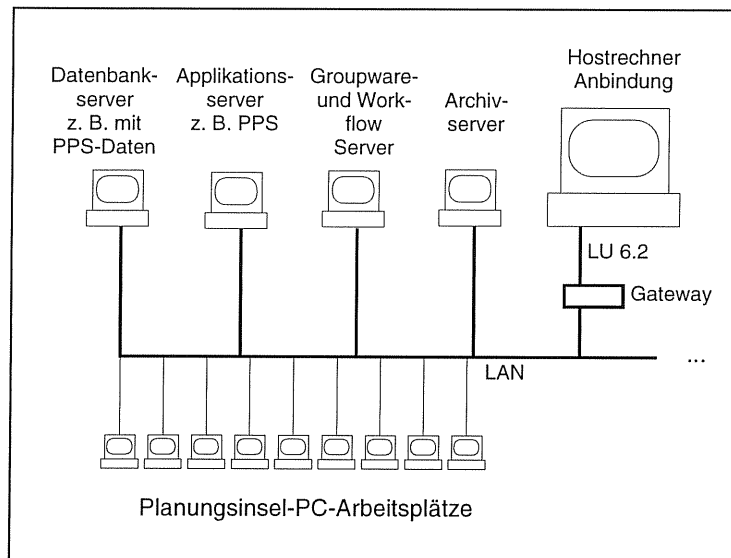 Datenbank-
server
z. B. mit
PPS-Daten
Applikations-
server
z. B. PPS
Groupware-
und Work-
flow
Server
Archiv-
server
Hostrechner
Anbindung
LU 6.2
Gateway
LAN
...
Planungsinsel-PC-Arbeitsplätze